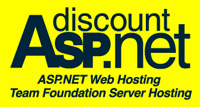 discount
ASP.net
ASP.NET Web Hosting
Team Foundation Server Hosting